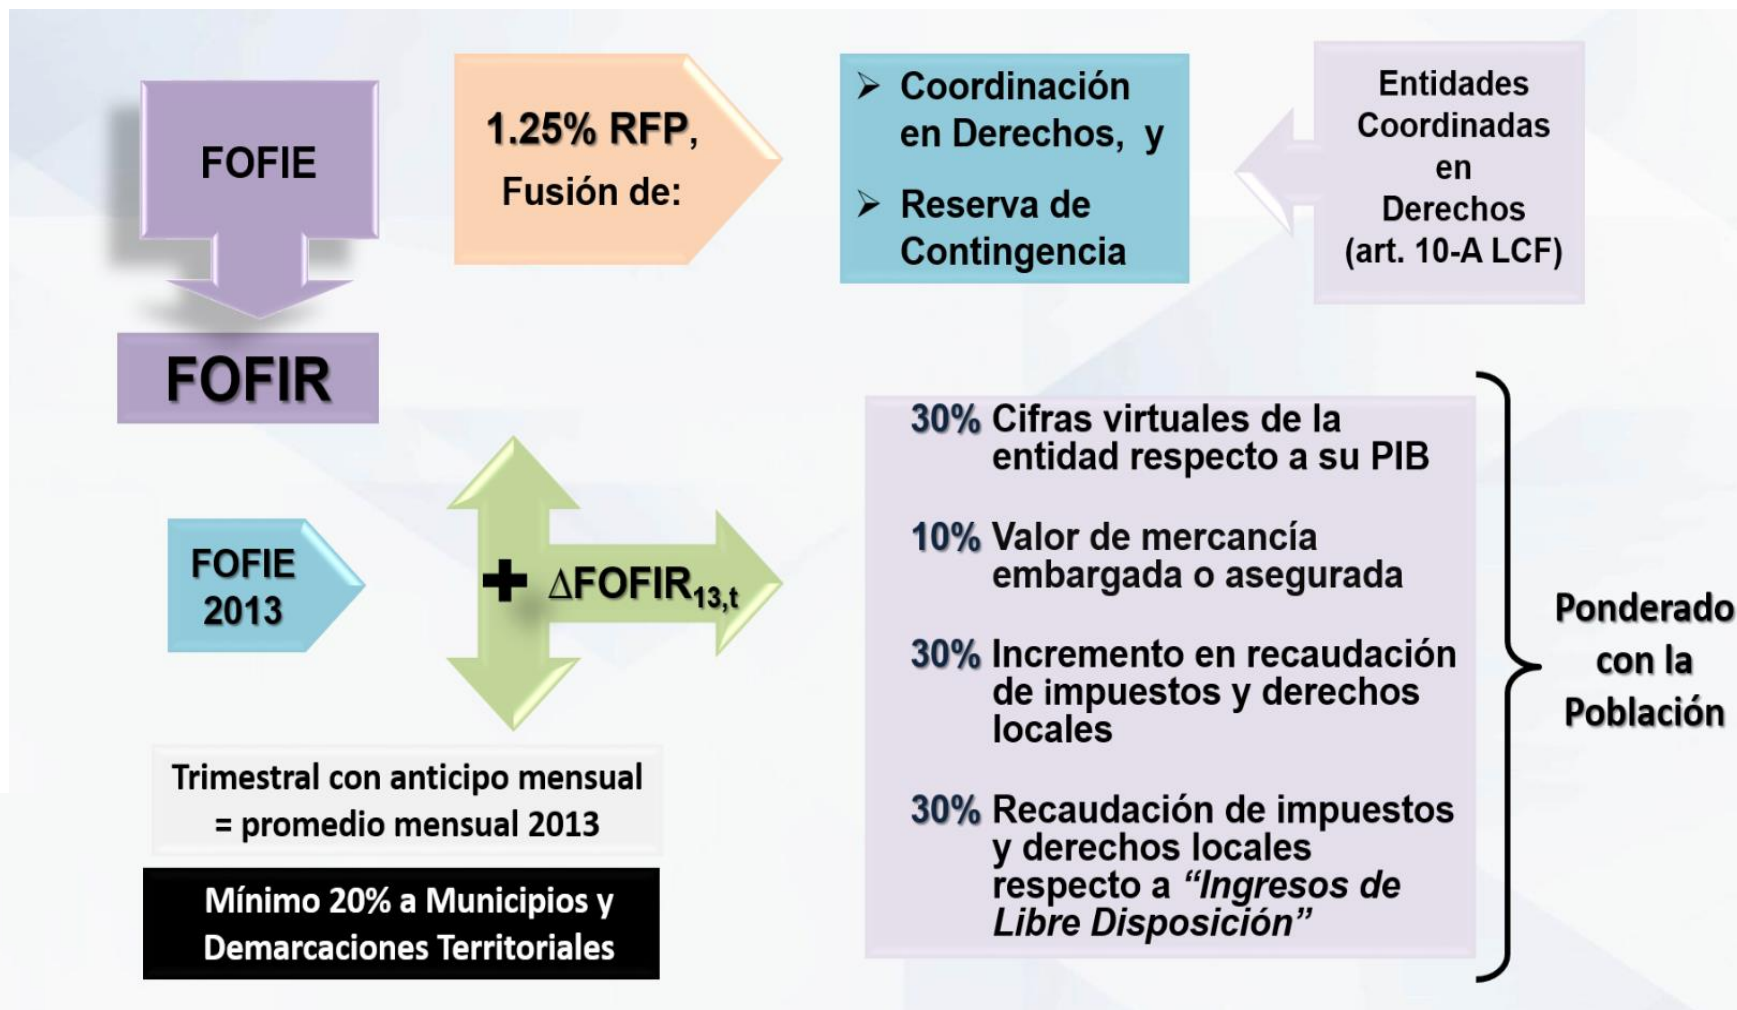 FOFIE
FOFIR
1.25% RFP,
Fusión de:
➢ Coordinación
en Derechos, y
➢ Reserva de
Contingencia
Entidades
Coordinadas
en
Derechos
(art. 10-A LCF)
FOFIE
2013
+ ΔFOFIR13,t
30% Cifras virtuales de la
entidad respecto a su PIB
10% Valor de mercancía
embargada o asegurada
30% Incremento en recaudación
de impuestos y derechos
locales
30% Recaudación de impuestos
y derechos locales
respecto a “Ingresos de
Libre Disposición”
Ponderado
con la
Población
Trimestral con anticipo mensual
= promedio mensual 2013
Mínimo 20% a Municipios y
Demarcaciones Territoriales